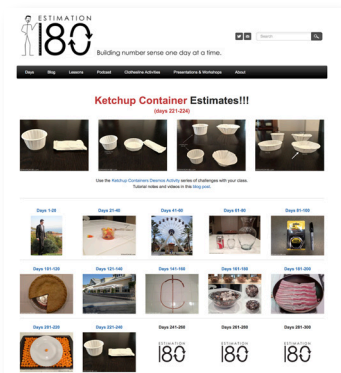 ESTIMATION
180
Building number sense one day at a time.
Search
Days Blog Lessons Podcast Clothesline Activities Presentations & Workshops About
Ketchup Container Estimates!!!
(days 221-224)
Use the Ketchup Containers Desmos Activity series of challenges with your class.
Tutorial notes and videos in this blog post.
Days 1-20 Days 21-40 Days 41-60 Days 61-80 Days 81-100
Days 101-120 Days 121-140 Days 141-160 Days 161-180 Days 181-200
Days 201-220 Days 221-240 Days 241-260 Days 261-280 Days 281-300
ESTIMATION ESTIMATION ESTIMATION
180 180 180